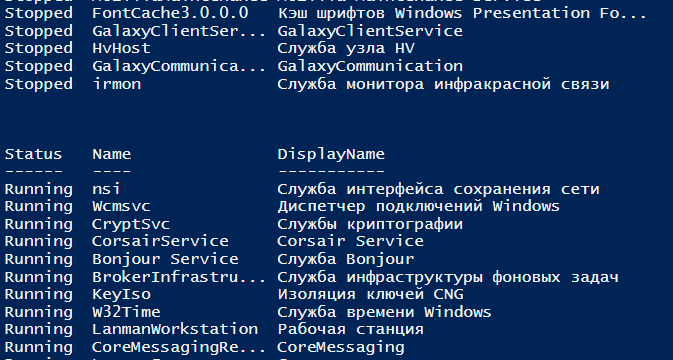 Stopped FontCache3.0.0.0 Кэш шрифтов Windows Presentation Fo...
Stopped GalaxyClientSer... GalaxyClientService
Stopped HvHost Служба узла HV
Stopped GalaxyCommunica... GalaxyCommunication
Stopped irmon Служба монитора инфракрасной связи
Status Name DisplayName
------ ---- -----------
Running nsi Служба интерфейса сохранения сети
Running Wcmsvc Диспетчер подключений Windows
Running CryptSvc Службы криптографии
Running CorsairService Corsair Service
Running Bonjour Service Служба Bonjour
Running BrokerInfrastru... Служба инфраструктуры фоновых задач
Running KeyIso Изоляция ключей CNG
Running W32Time Служба времени Windows
Running LanmanWorkstation Рабочая станция
Running CoreMessagingRe... CoreMessaging